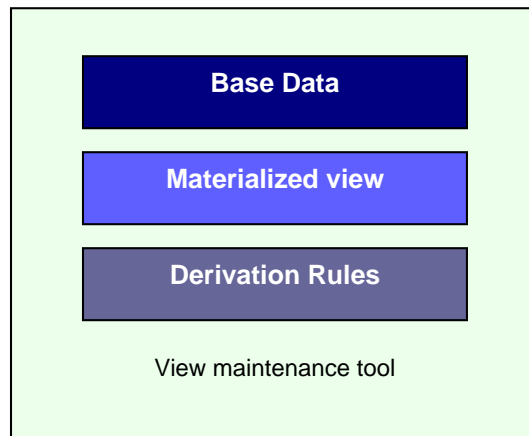 Base Data
Materialized view
Derivation Rules
View maintenance tool